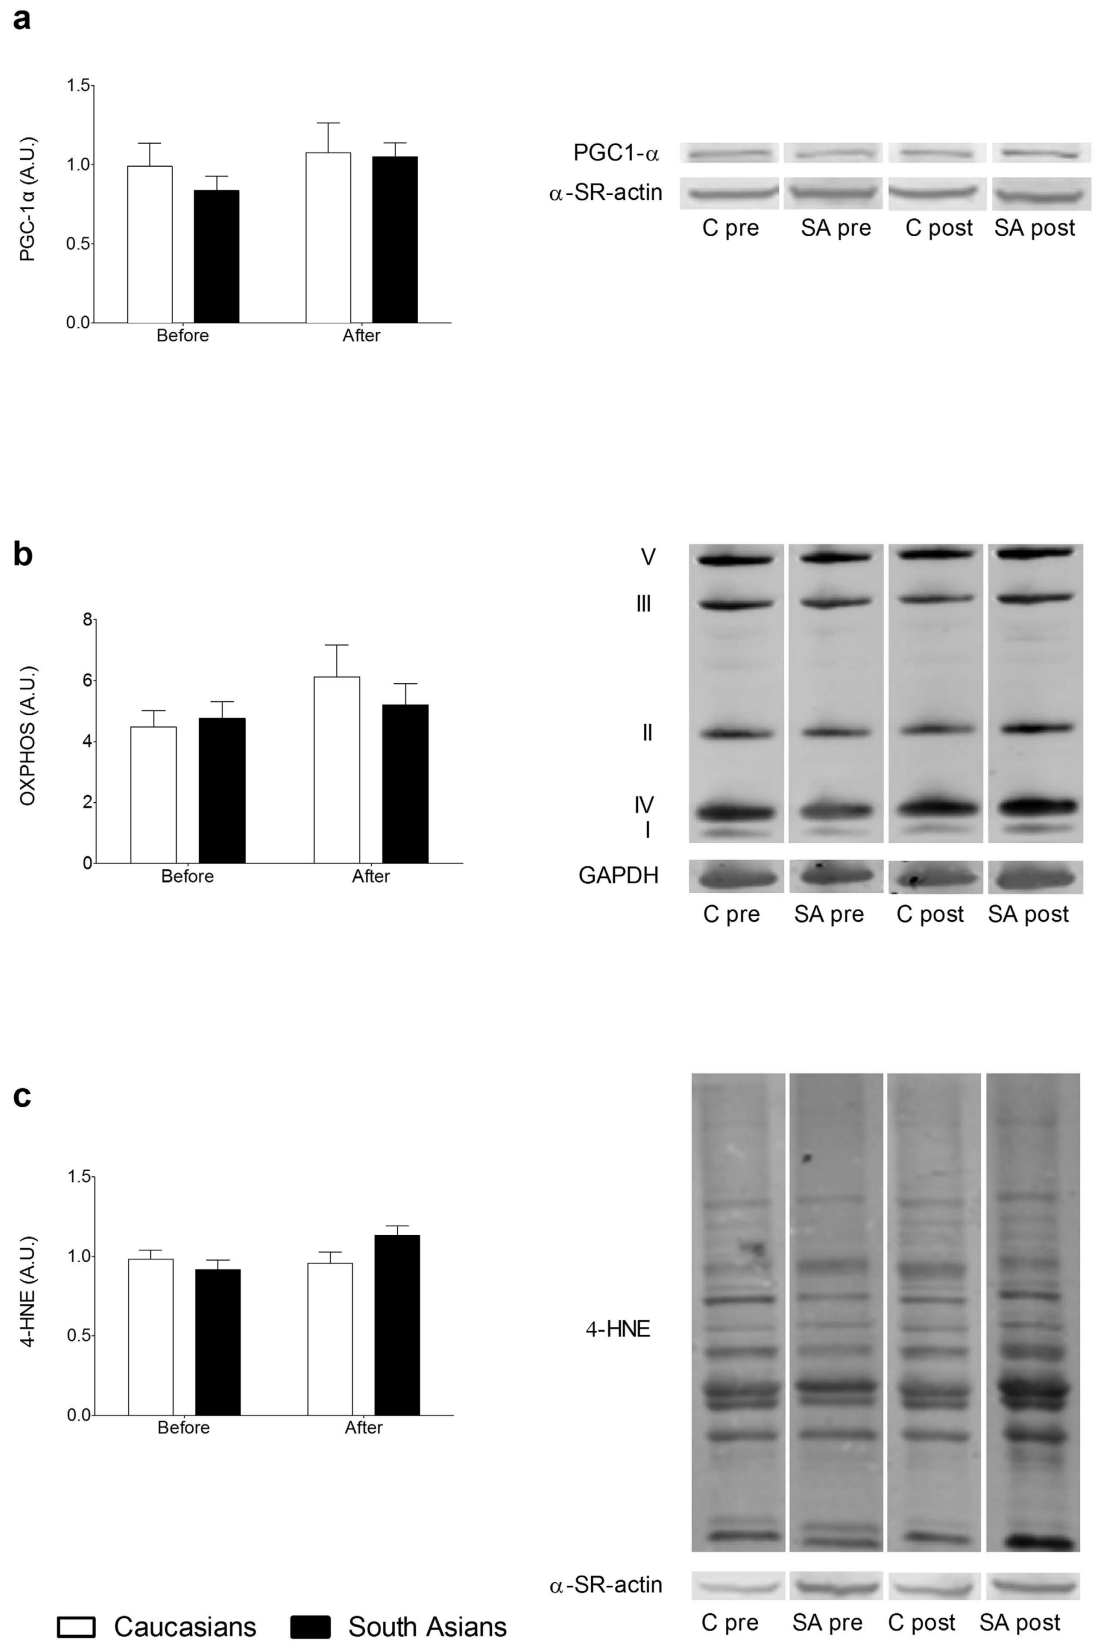 a
1.5
1.0
0.5
0.0
PGC-1α (A.U.)
Before
After
PGC1-α
α-SR-actin
C pre
SA pre
C post
SA post
b
8
6
4
2
0
OXPHOS (A.U.)
Before
After
V
III
II
IV
I
GAPDH
C pre
SA pre
C post
SA post
c
1.5
1.0
0.5
0.0
4-HNE (A.U.)
Before
After
4-HNE
α-SR-actin
C pre
SA pre
C post
SA post
Caucasians
South Asians